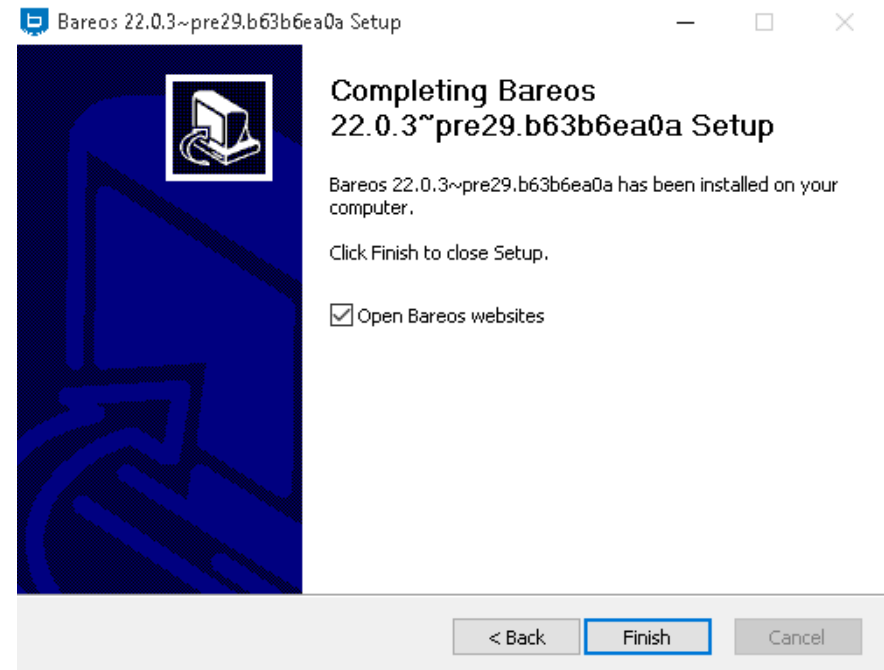 Bareos 22.0.3~pre29.b63b6ea0a Setup
Completing Bareos
22.0.3~pre29.b63b6ea0a Setup
Bareos 22.0.3~pre29.b63b6ea0a has been installed on your
computer.
Click Finish to close Setup.
Open Bareos websites
< Back
Finish
Cancel